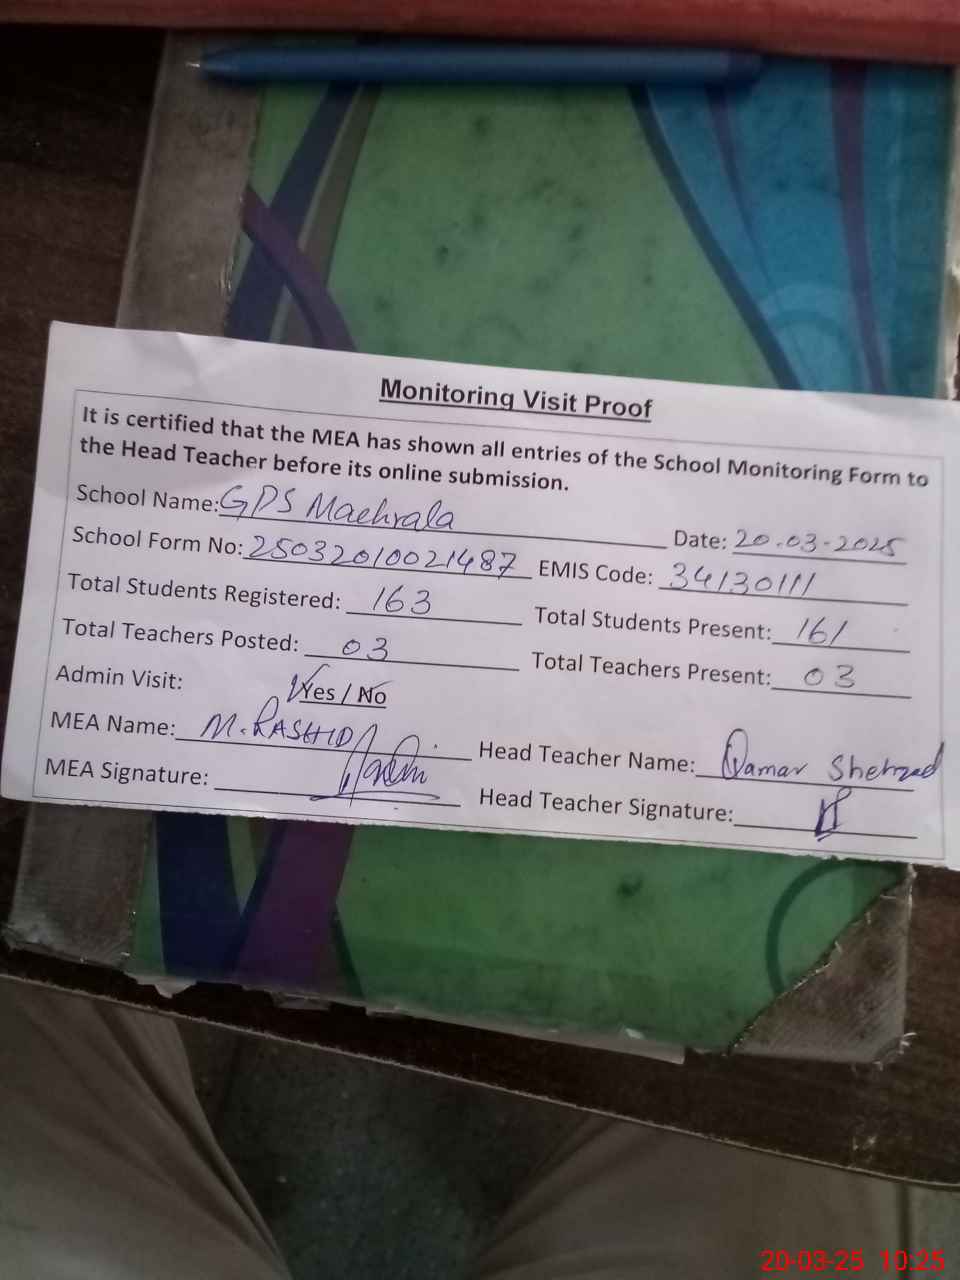 Monitoring Visit Proof
It is certified that the MEA has shown all entries of the School Monitoring Form to
the Head Teacher before its online submission.
School Name: GPS Machrala Date: 20.03-2025
School Form No: 25032010021487 EMIS Code: 34130111
Total Students Registered: 163 Total Students Present: 161
Total Teachers Posted: 03 Total Teachers Present: 03
Admin Visit: Yes / No
MEA Name: M. RASHID Head Teacher Name: Qamar Shehzad
MEA Signature: Head Teacher Signature:
20-03-25 10:25